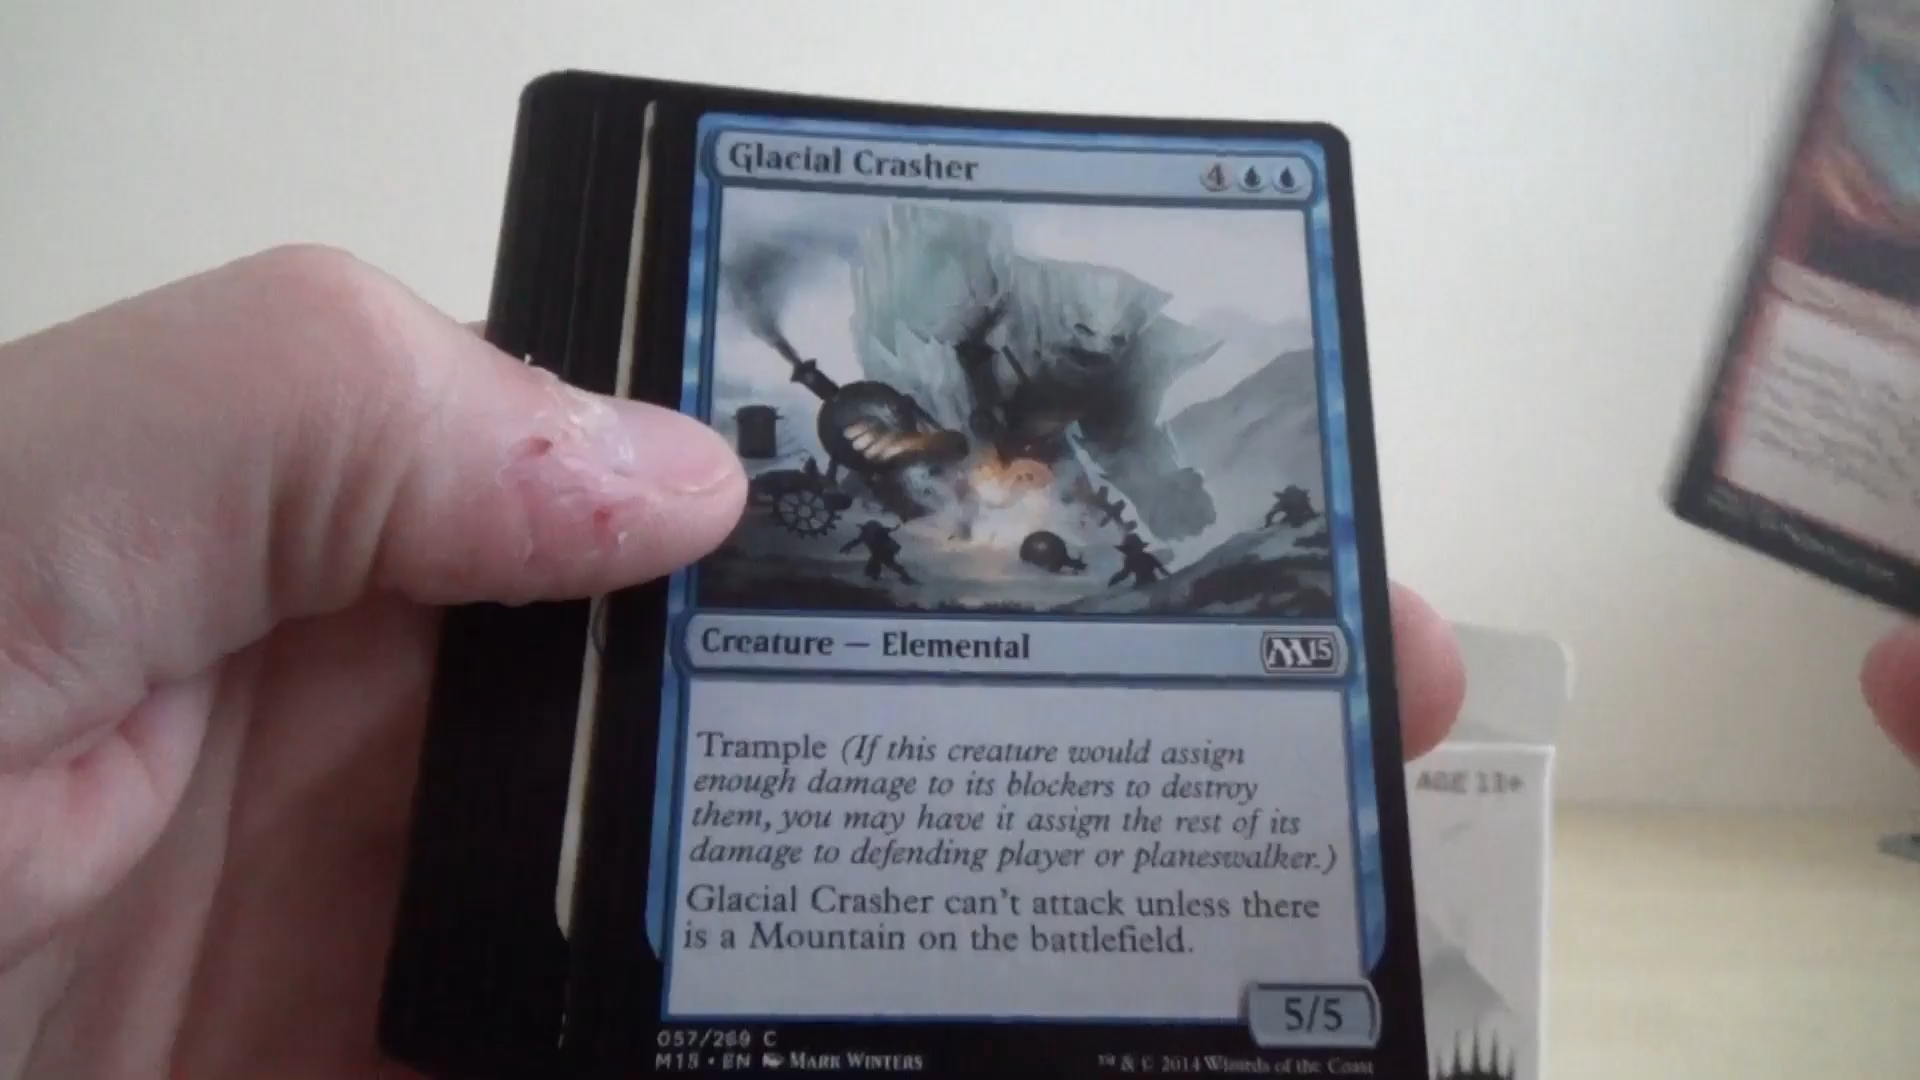 Glacial Crasher 4
Creature — Elemental M15
Trample (If this creature would assign
enough damage to its blockers to destroy
them, you may have it assign the rest of its
damage to defending player or planeswalker.)
Glacial Crasher can't attack unless there
is a Mountain on the battlefield.
5/5
057/269 C
M15 • EN MARK WINTERS
™ & © 2014 Wizards of the Coast
AGE 13+